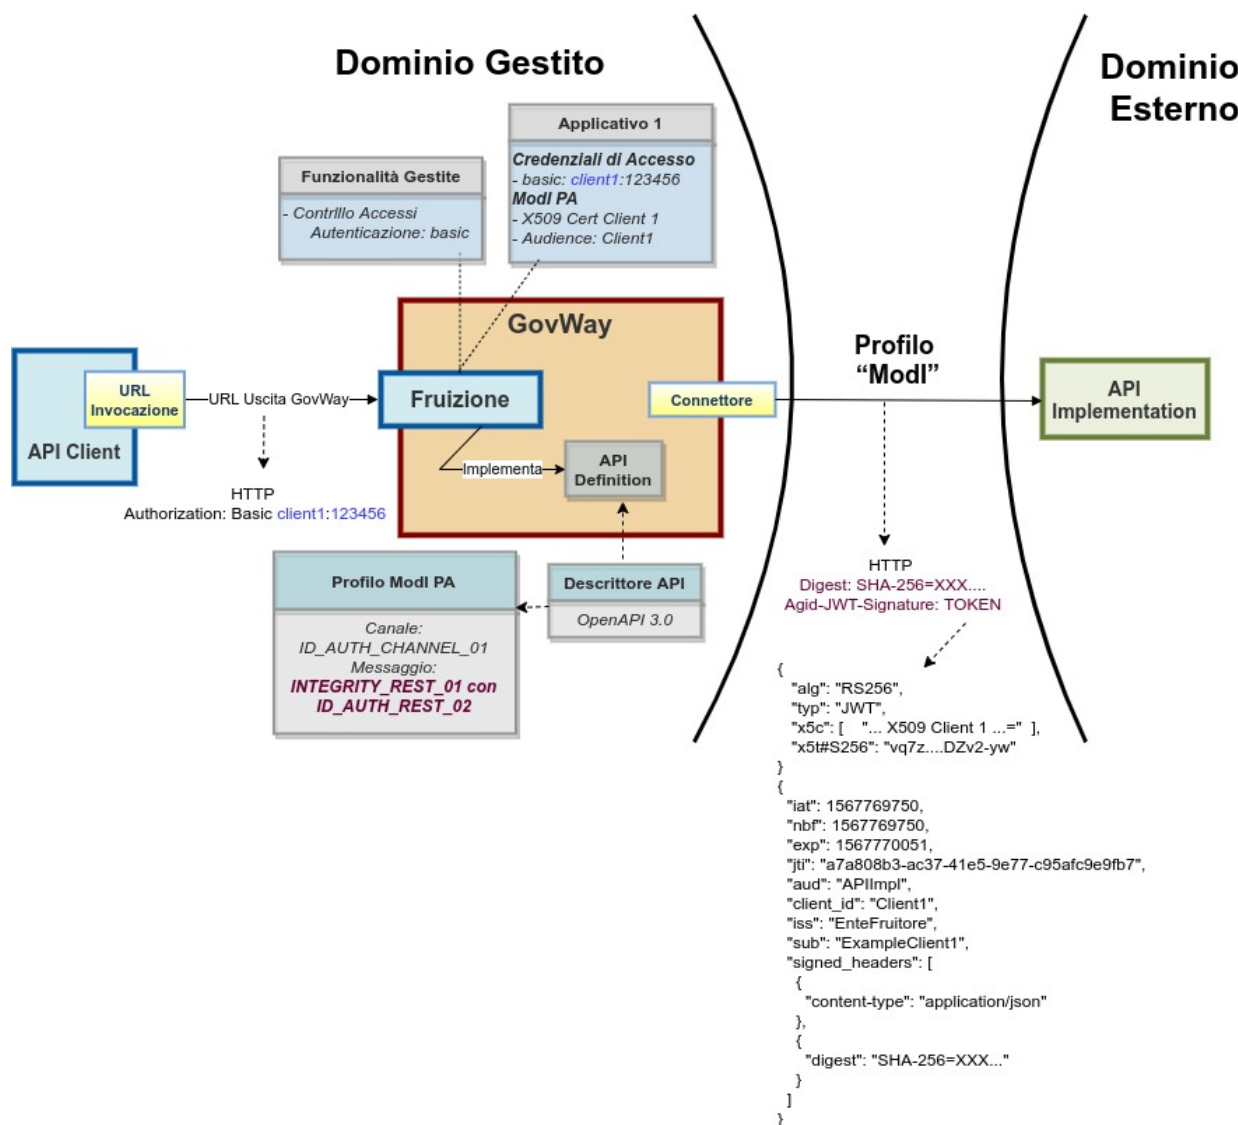 Dominio Gestito
Dominio
Esterno
Applicativo 1
Credenziali di Accesso
- basic: client1:123456
ModI PA
- X509 Cert Client 1
- Audience: Client1
Funzionalità Gestite
- Contrlllo Accessi
Autenticazione: basic
GovWay
Profilo
“ModI”
URL
Invocazione
API Client
URL Uscita GovWay
Fruizione
Connettore
API
Implementation
Implementa
API
Definition
HTTP
Authorization: Basic client1:123456
Profilo ModI PA
Canale:
ID_AUTH_CHANNEL_01
Messaggio:
INTEGRITY_REST_01 con
ID_AUTH_REST_02
Descrittore API
OpenAPI 3.0
HTTP
Digest: SHA-256=XXX....
Agid-JWT-Signature: TOKEN
{
"alg": "RS256",
"typ": "JWT",
"x5c": [ "... X509 Client 1 ...=" ],
"x5t#S256": "vq7z....DZv2-yw"
}
{
"iat": 1567769750,
"nbf": 1567769750,
"exp": 1567770051,
"jti": "a7a808b3-ac37-41e5-9e77-c95afc9e9fb7",
"aud": "APIImpl",
"client_id": "Client1",
"iss": "EnteFruitore",
"sub": "ExampleClient1",
"signed_headers": [
{
"content-type": "application/json"
},
{
"digest": "SHA-256=XXX..."
}
]
}